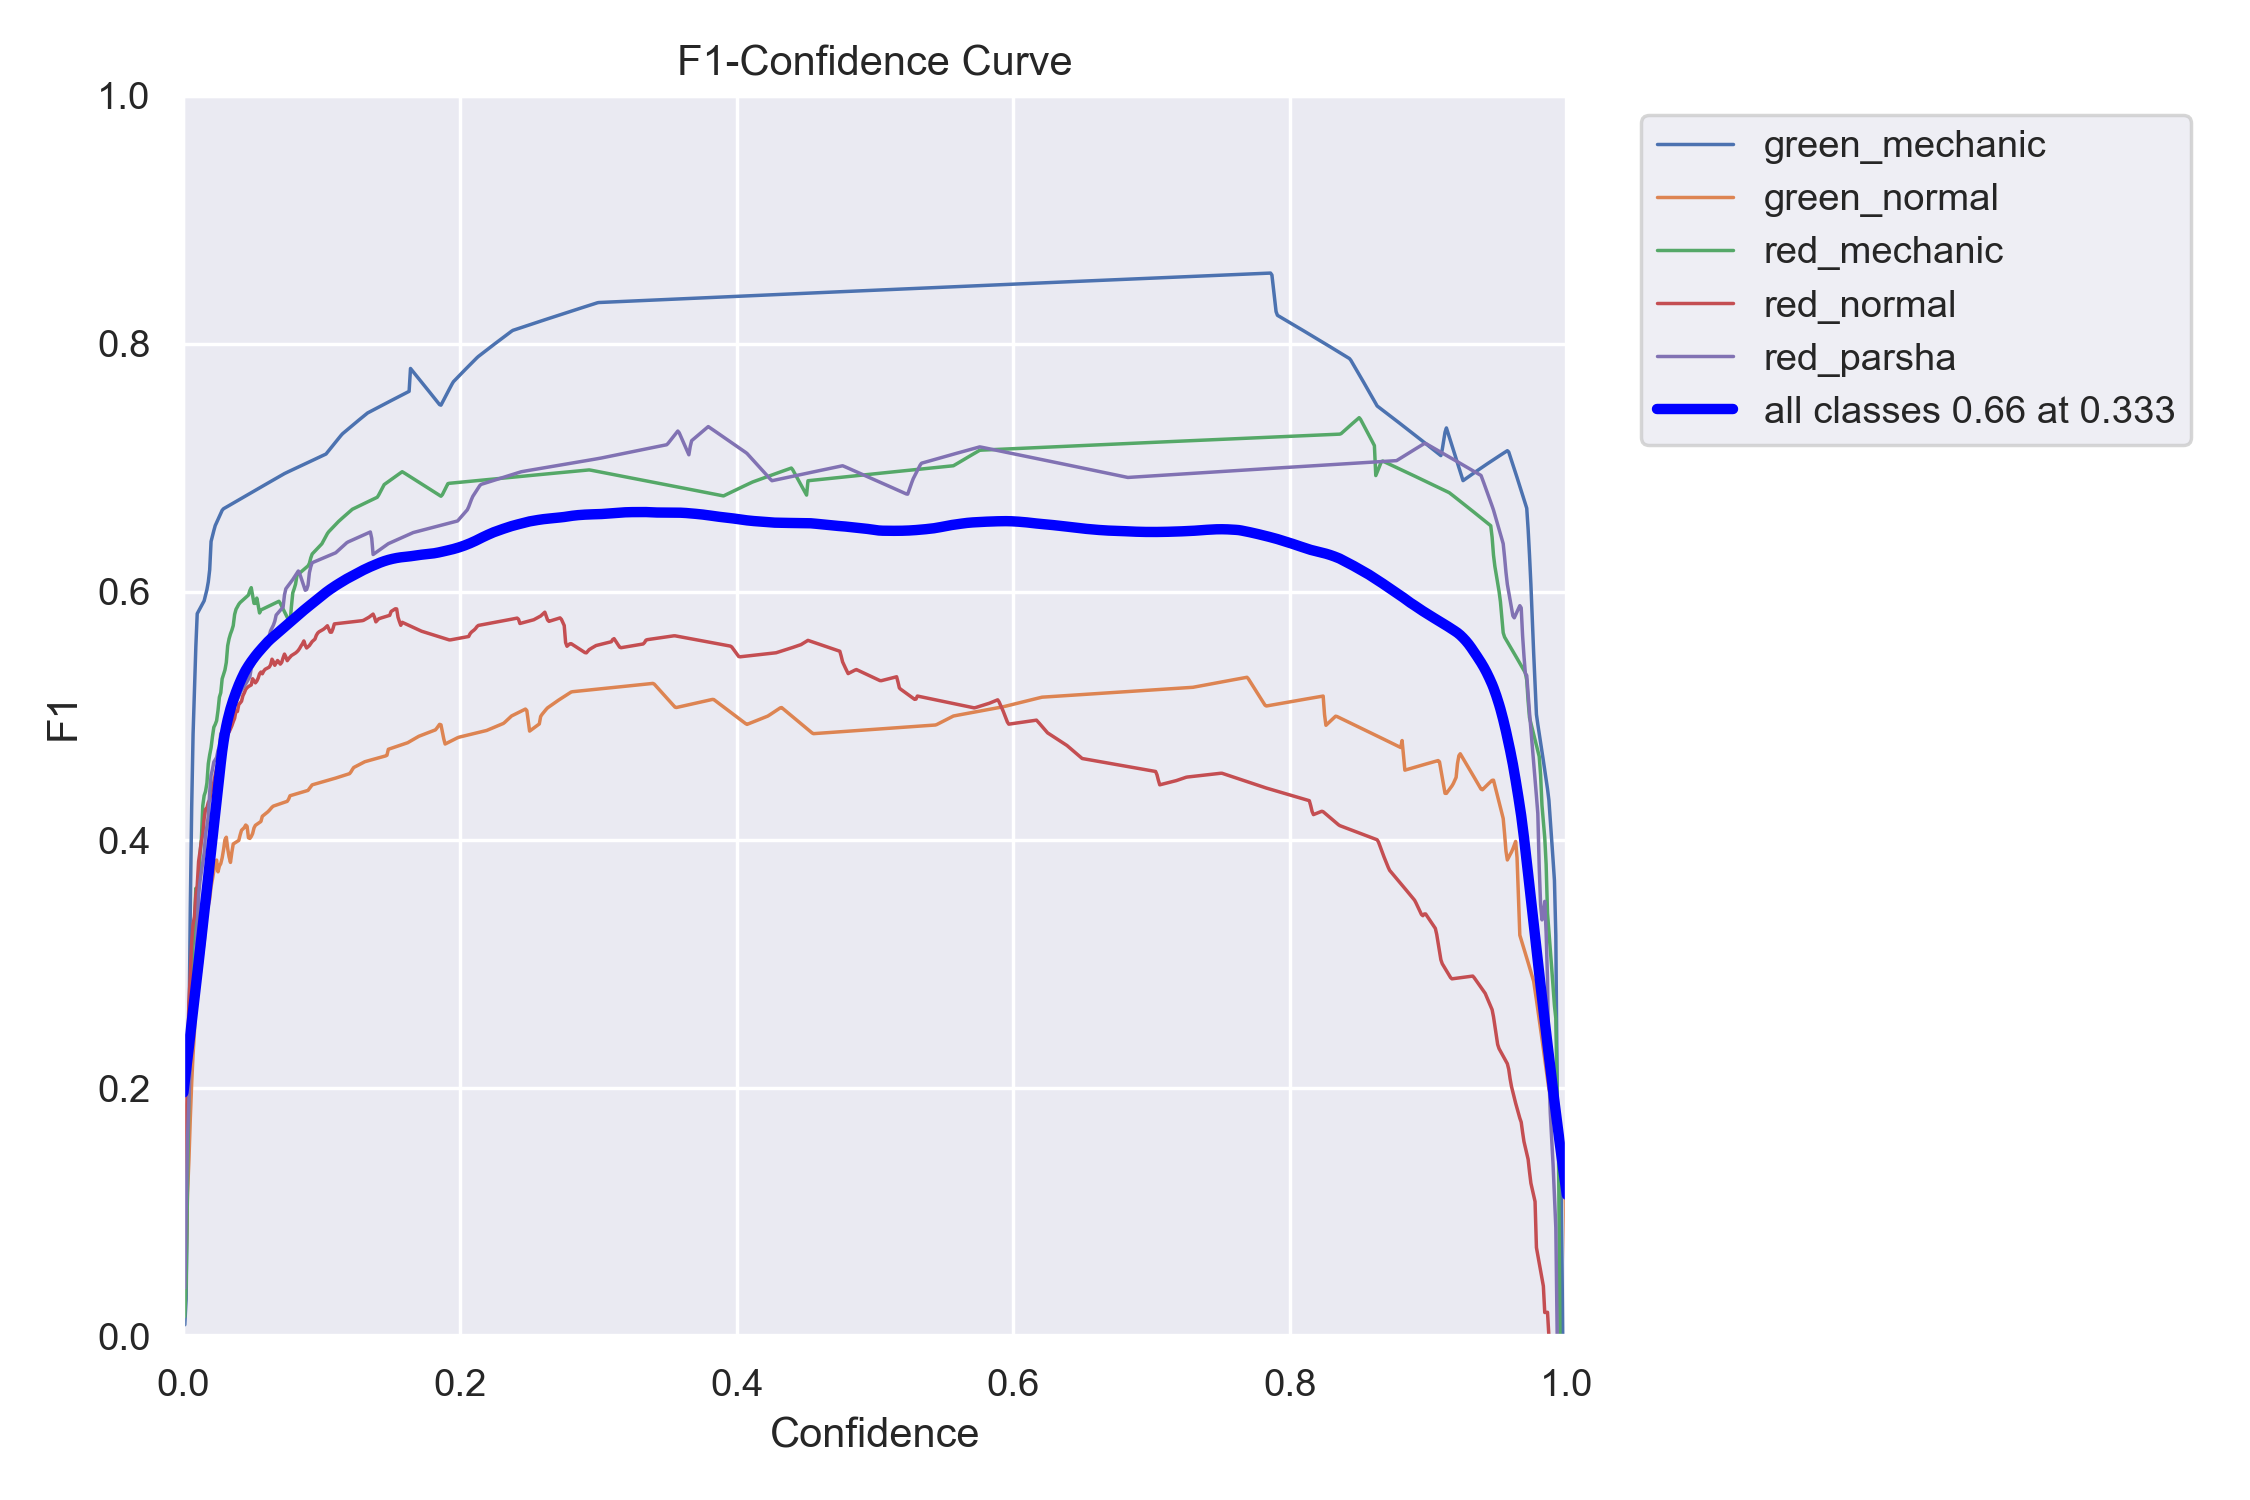 F1-Confidence Curve
1.0
0.8
0.6
0.4
0.2
0.0
F1
0.0 0.2 0.4 0.6 0.8 1.0
Confidence
green_mechanic
green_normal
red_mechanic
red_normal
red_parsha
all classes 0.66 at 0.333